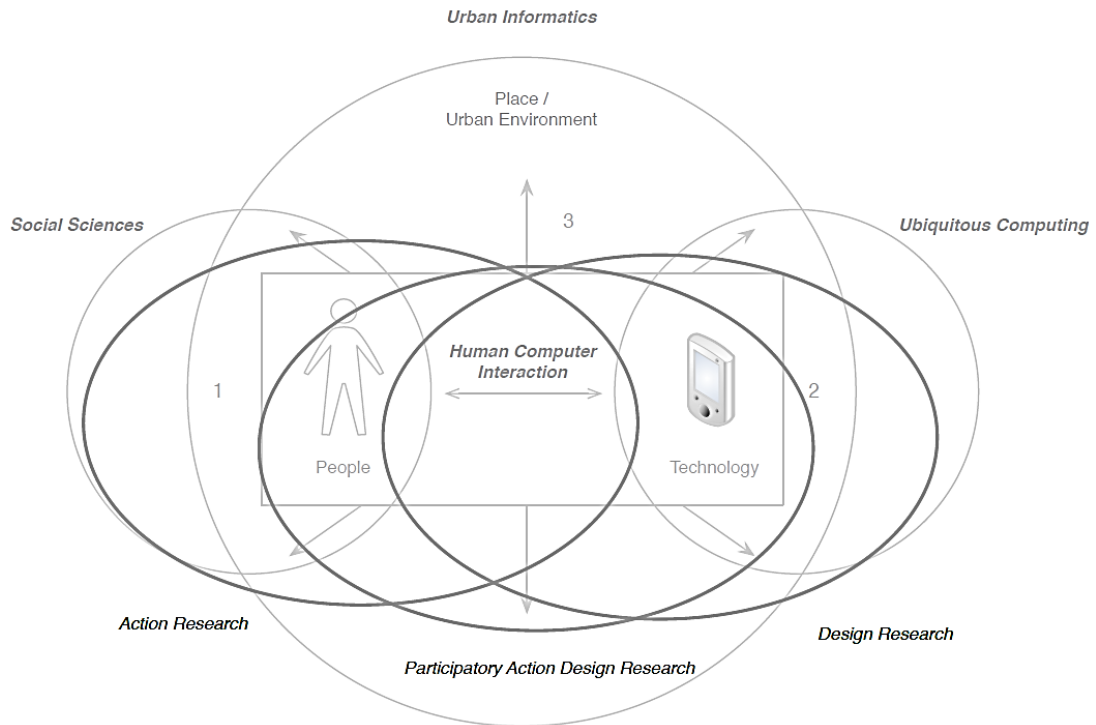 Urban Informatics
Place /
Urban Environment
3
Social Sciences
Ubiquitous Computing
Human Computer
Interaction
1
2
People
Technology
Action Research
Design Research
Participatory Action Design Research